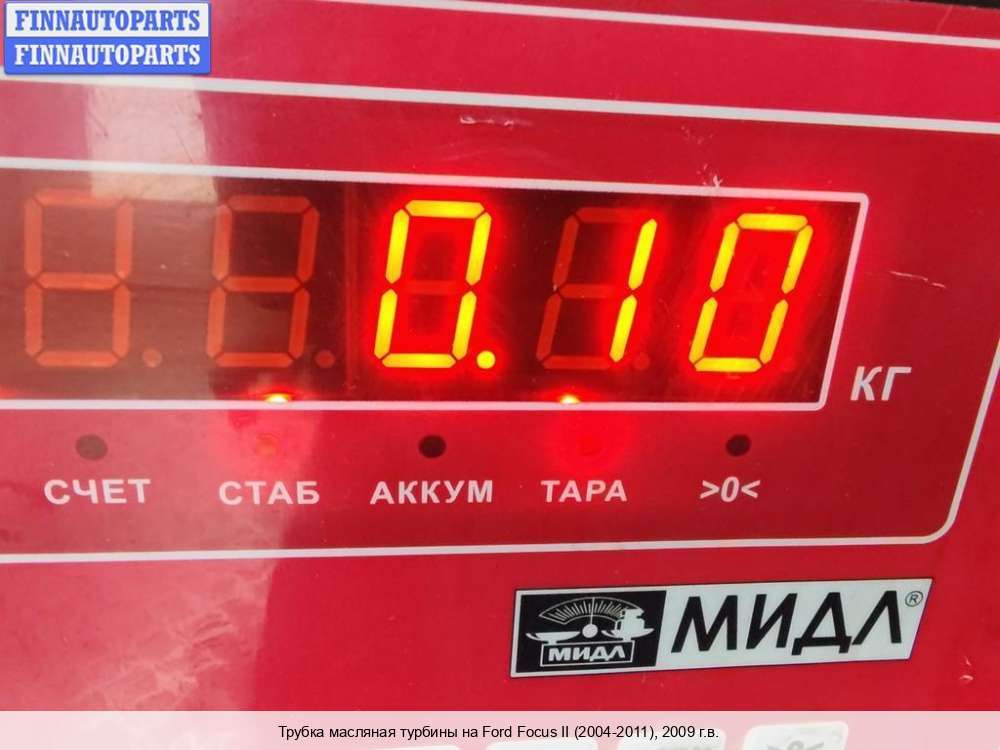 FINNAUTOPARTS
FINNAUTOPARTS
0.10
КГ
СЧЕТ СТАБ АККУМ ТАРА >0<
МИДЛ МИДЛ®
Трубка масляная турбины на Ford Focus II (2004-2011), 2009 г.в.